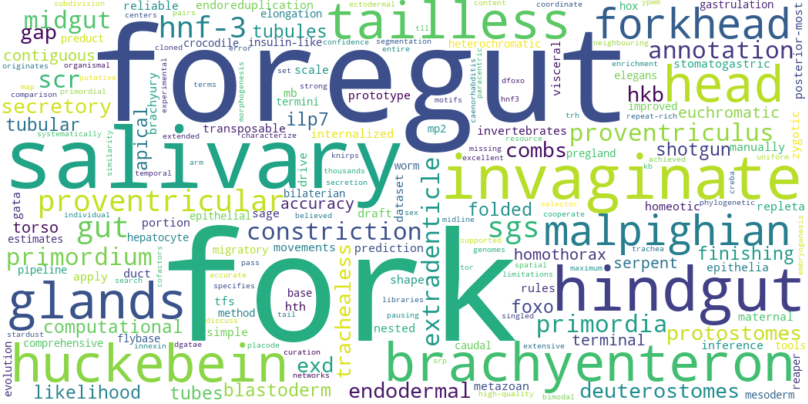 midgut
hnf-3
endoreduplication
reliable
elongation
tailless
subdivision
ectodermal
content
coordinate
hox
ypwm
gastrulation
posterior-most
gap
product
tubules
centers
pairs
forkhead
crocodile
insulin-like
cloned
confidence
segmentation
tll
neighbouring
contiguous
originates
organismal
error
entire
heterochromatic
annotation
scr
putative
map
primordial
comparison
experimental
terms
set
strong
scale
visceral
paracentric
dfoxo
enrichment
stomatogastric
elegans
foregut
head
secretory
brachyury
morphogenesis
mb
termini
prototype
motifs
hnf3
caenorhabditis
hkb
improved
euchromatic
tubular
apical
transposable
ilp7
internalized
mp2
invertebrates
trh
repeat-rich
zygotic
systematically
similarity
extended
characterize
missing
resource
proventriculus
salivary
temporal
arm
drive
knirps
thousands
secretion
worm
excellent
combs
pregland
shotgun
manually
kb
achieved
uniform
proventricular
bilaterian
dataset
invaginate
creba
gata
individual
epithelial
sage
accuracy
believed
draft
sex
extradenticle
selector
homeotic
phylogenetic
repleta
torso
gut
portion
constriction
midline
folded
sgs
cooperate
malpighian
finishing
estimates
hepatocyte
migratory
movements
prediction
supported
trachea
primordium
duct
cofactors
accurate
pass
trachealess
shape
genomes
homothorax
serpent
epithelia
pipeline
apply
search
specifies
base
hth
tor
spatial
limitations
rules
hindgut
glands
tfs
method
tail
fork
libraries
pausing
nested
maximum
foxo
computational
discuss
simple
singled
primordia
maternal
stardust
flybase
innexin
dgatae
placode
caudal
extensive
terminal
protostomes
comprehensive
curation
srp
inference
tools
evolution
huckebein
networks
exd
brachyenteron
reaper
likelihood
tubes
blastoderm
endodermal
metazoan
high-quality
bimodal
deuterostomes
mesoderm